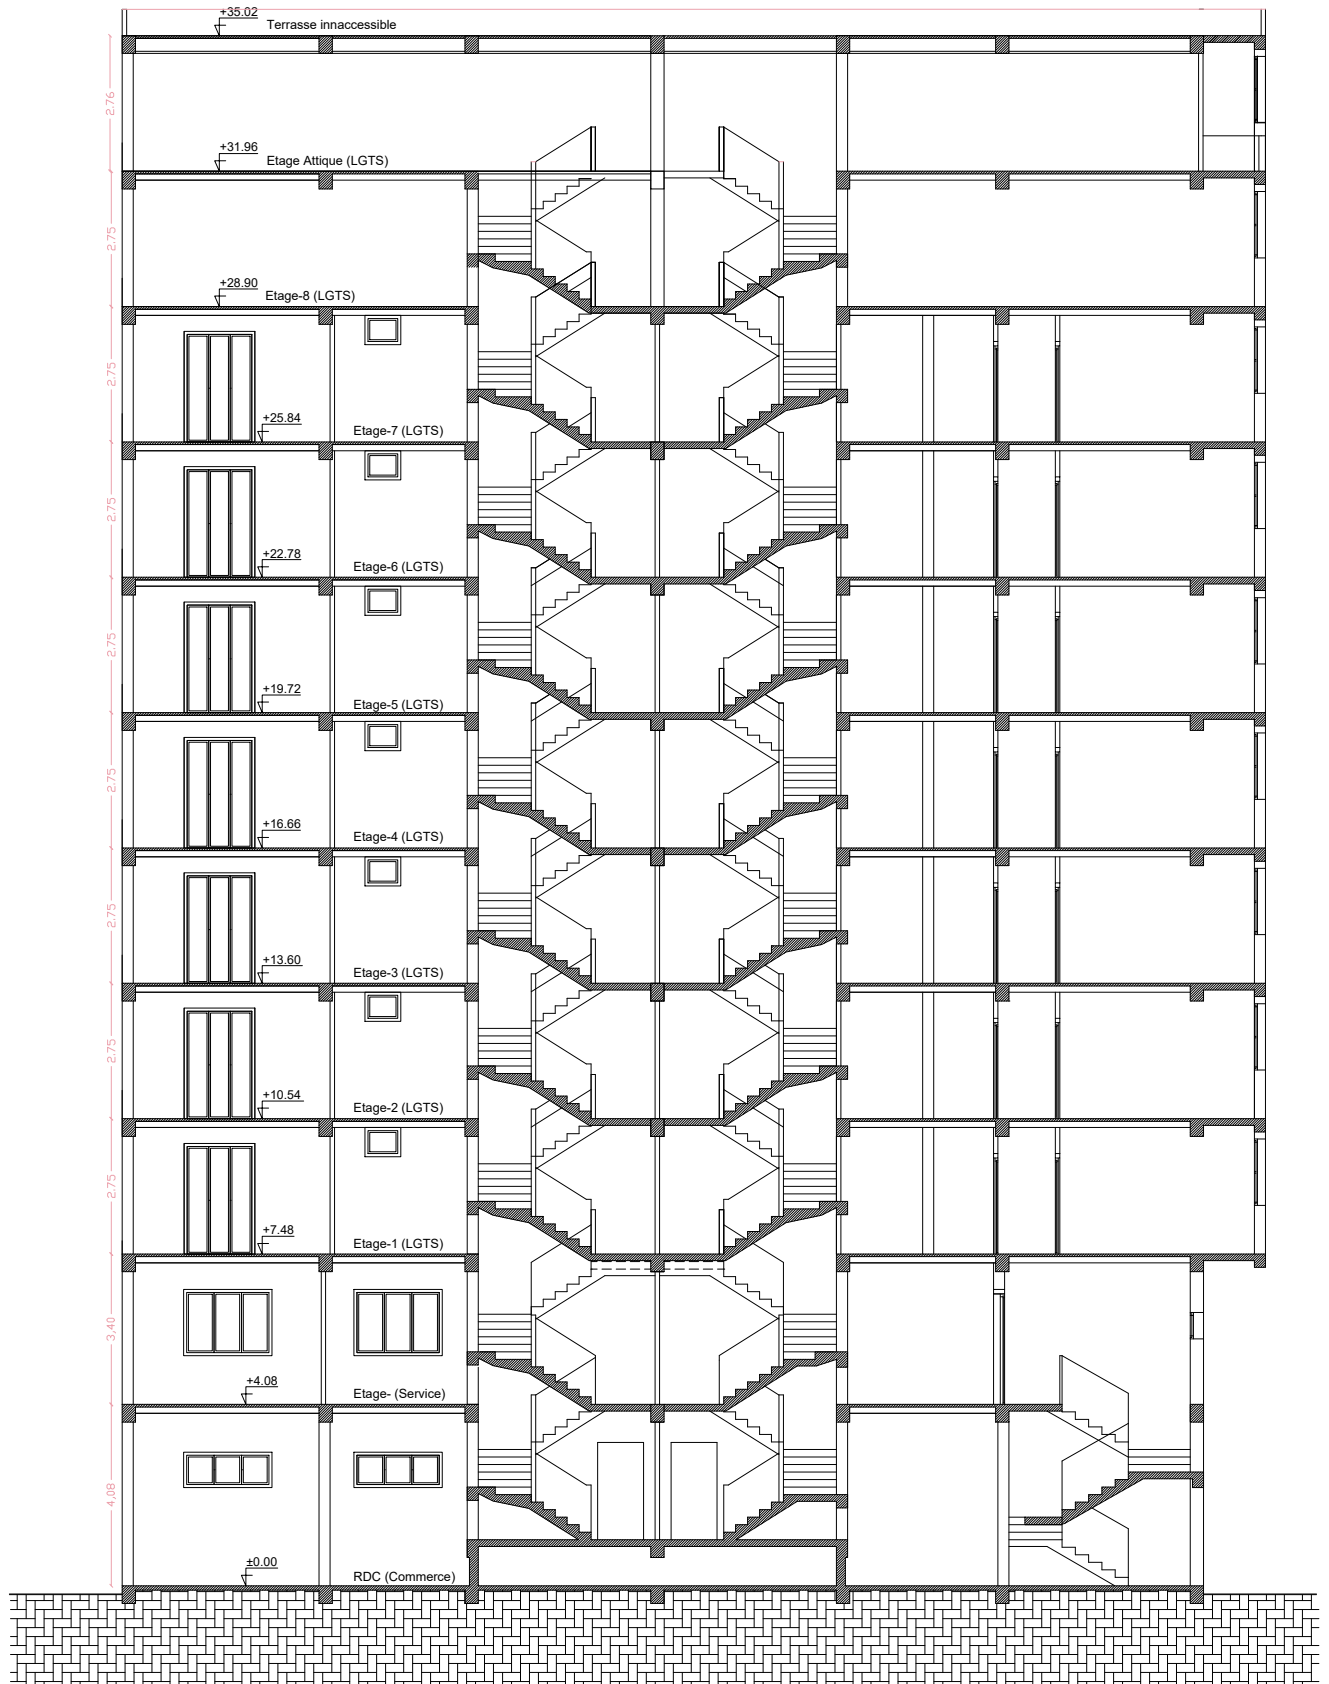 +35.02
Terrasse innaccessible
2.76
+31.96
Etage Attique (LGTS)
2.75
+28.90
Etage-8 (LGTS)
2.75
+25.84
Etage-7 (LGTS)
2.75
+22.78
Etage-6 (LGTS)
2.75
+19.72
Etage-5 (LGTS)
2.75
+16.66
Etage-4 (LGTS)
2.75
+13.60
Etage-3 (LGTS)
2.75
+10.54
Etage-2 (LGTS)
2.75
+7.48
Etage-1 (LGTS)
3,40
+4.08
Etage- (Service)
4,08
±0.00
RDC (Commerce)